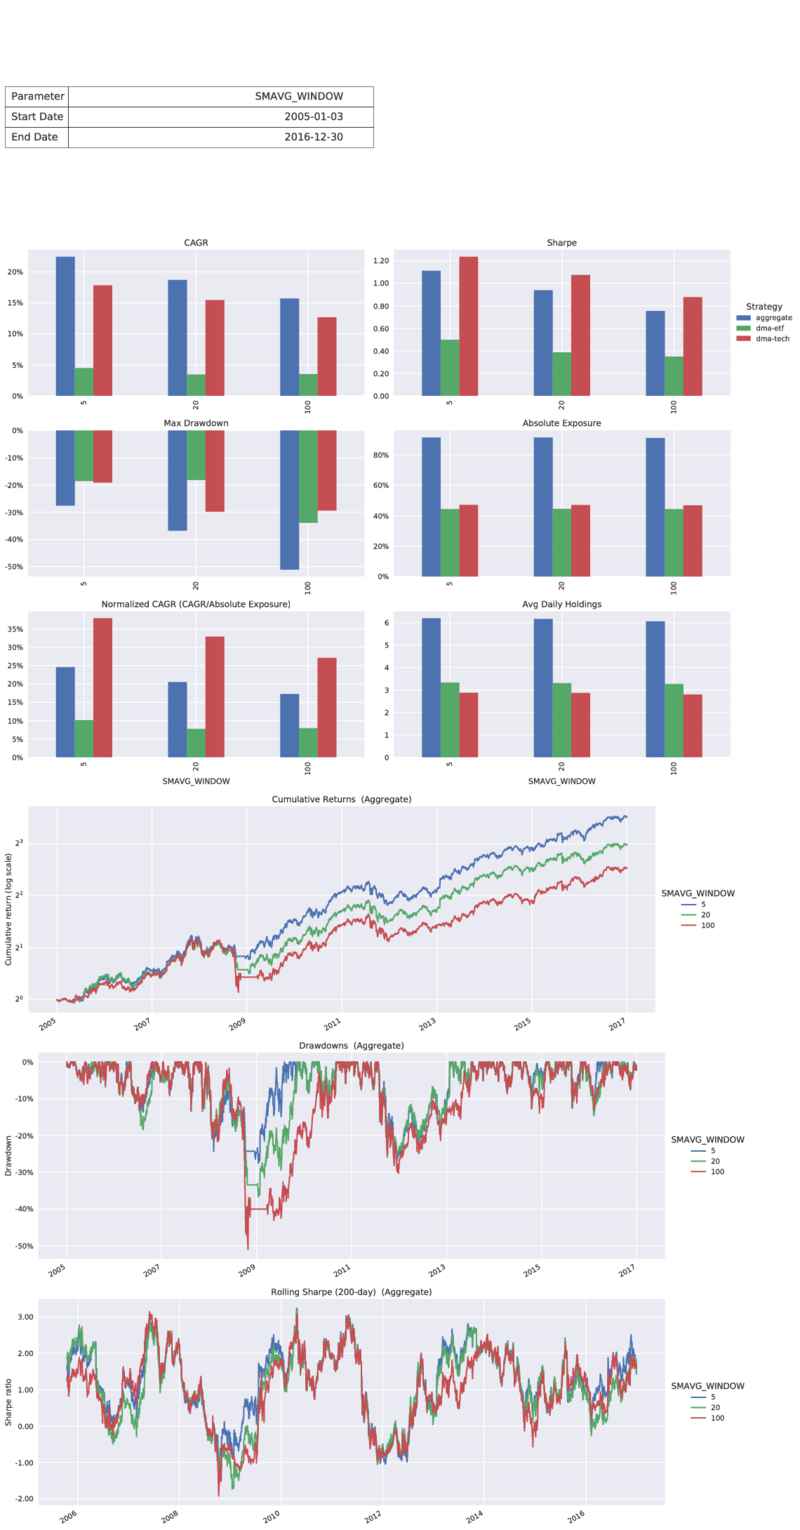 Parameter SMAVG_WINDOW
Start Date 2005-01-03
End Date 2016-12-30
CAGR
20%
15%
10%
5%
0%
5 20 100
Sharpe
1.20
1.00
0.80
0.60
0.40
0.20
0.00
5 20 100
Strategy
aggregate
dma-etf
dma-tech
Max Drawdown
0%
-10%
-20%
-30%
-40%
-50%
5 20 100
Absolute Exposure
80%
60%
40%
20%
0%
5 20 100
Normalized CAGR (CAGR/Absolute Exposure)
35%
30%
25%
20%
15%
10%
5%
0%
5 20 100
SMAVG_WINDOW
Avg Daily Holdings
6
5
4
3
2
1
0
5 20 100
SMAVG_WINDOW
Cumulative Returns (Aggregate)
Cumulative return (log scale)
2³
2²
2¹
2⁰
2005 2007 2009 2011 2013 2015 2017
SMAVG_WINDOW
5
20
100
Drawdowns (Aggregate)
Drawdown
0%
-10%
-20%
-30%
-40%
-50%
2005 2007 2009 2011 2013 2015 2017
SMAVG_WINDOW
5
20
100
Rolling Sharpe (200-day) (Aggregate)
Sharpe ratio
3.00
2.00
1.00
0.00
-1.00
-2.00
2006 2008 2010 2012 2014 2016
SMAVG_WINDOW
5
20
100